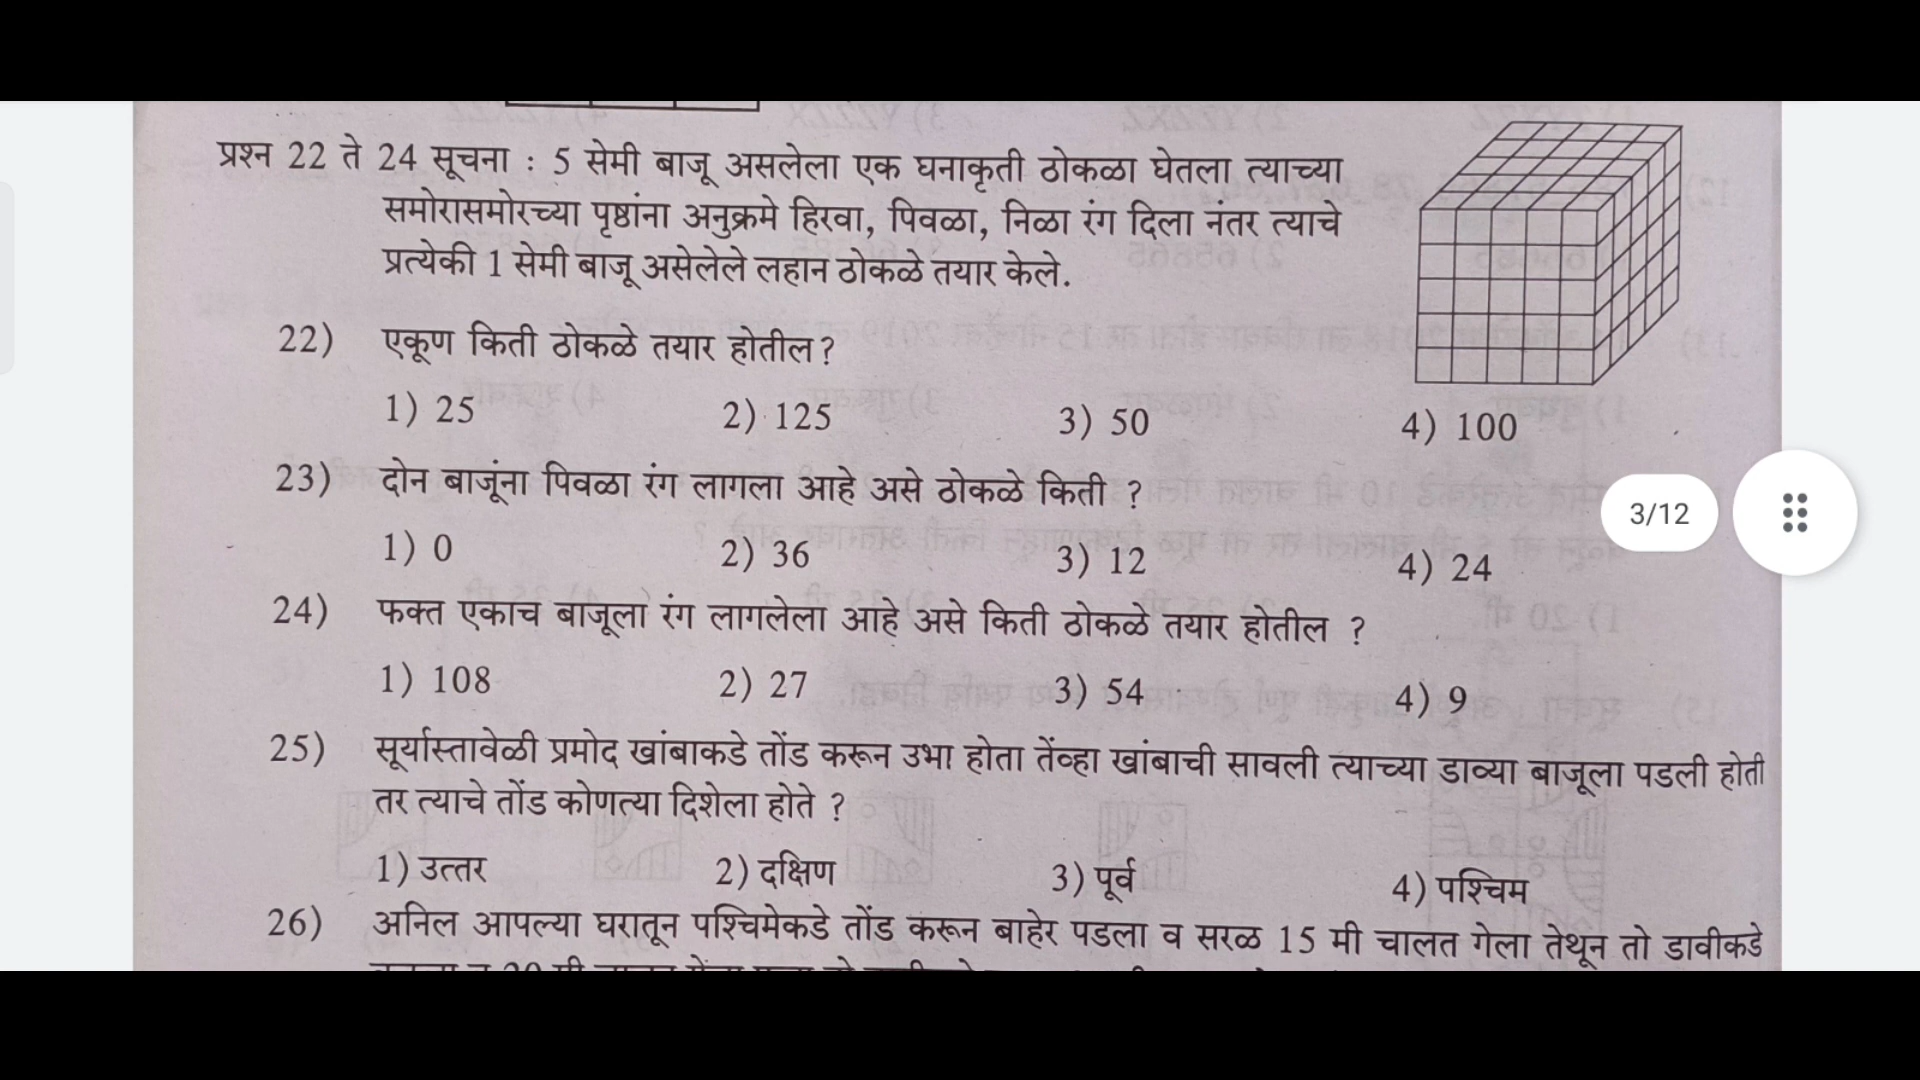 प्रश्न 22 ते 24 सूचना : 5 सेमी बाजू असलेला एक घनाकृती ठोकळा घेतला त्याच्या
समोरासमोरच्या पृष्ठांना अनुक्रमे हिरवा, पिवळा, निळा रंग दिला नंतर त्याचे
प्रत्येकी 1 सेमी बाजू असेलेले लहान ठोकळे तयार केले.
22) एकूण किती ठोकळे तयार होतील ?
1) 25 2) 125 3) 50 4) 100
23) दोन बाजूंना पिवळा रंग लागला आहे असे ठोकळे किती ?
3/12
1) 0 2) 36 3) 12 4) 24
24) फक्त एकाच बाजूला रंग लागलेला आहे असे किती ठोकळे तयार होतील ?
1) 108 2) 27 3) 54 4) 9
25) सूर्यास्तावेळी प्रमोद खांबाकडे तोंड करून उभा होता तेंव्हा खांबाची सावली त्याच्या डाव्या बाजूला पडली होती
तर त्याचे तोंड कोणत्या दिशेला होते ?
1) उत्तर 2) दक्षिण 3) पूर्व 4) पश्चिम
26) अनिल आपल्या घरातून पश्चिमेकडे तोंड करून बाहेर पडला व सरळ 15 मी चालत गेला तेथून तो डावीकडे